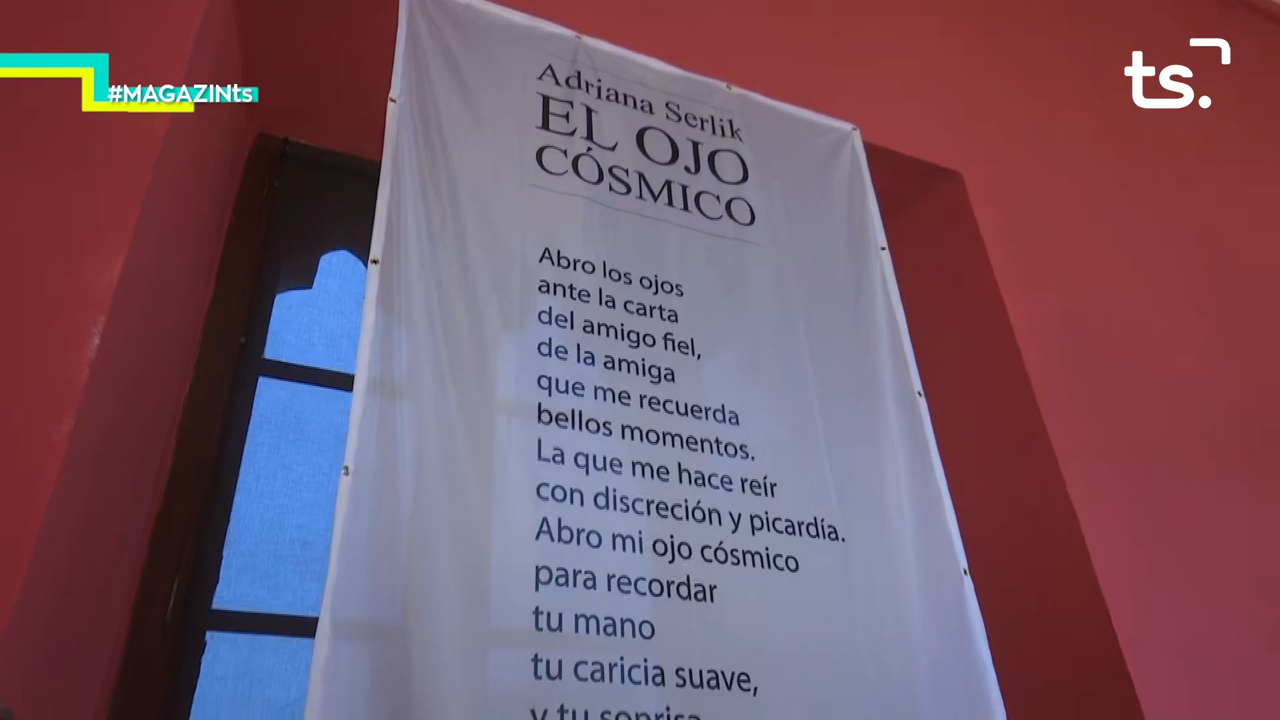 #MAGAZINts
ts.
Adriana Serlik
EL OJO
CÓSMICO
Abro los ojos
ante la carta
del amigo fiel,
de la amiga
que me recuerda
bellos momentos.
La que me hace reír
con discreción y picardía.
Abro mi ojo cósmico
para recordar
tu mano
tu caricia suave,
y tu sonrisa